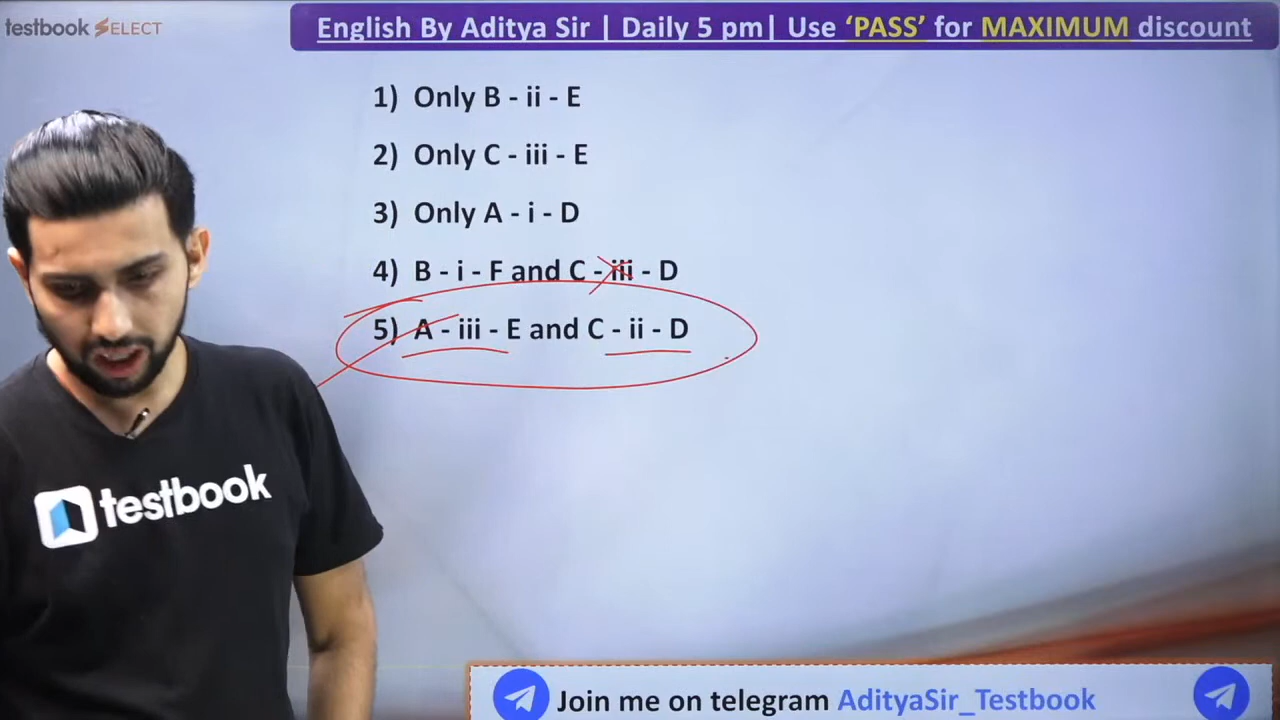 testbook SELECT
English By Aditya Sir | Daily 5 pm| Use ‘PASS’ for MAXIMUM discount
1) Only B - ii - E
2) Only C - iii - E
3) Only A - i - D
4) B - i - F and C - iii - D
5) A - iii - E and C - ii - D
testbook
Join me on telegram AdityaSir_Testbook